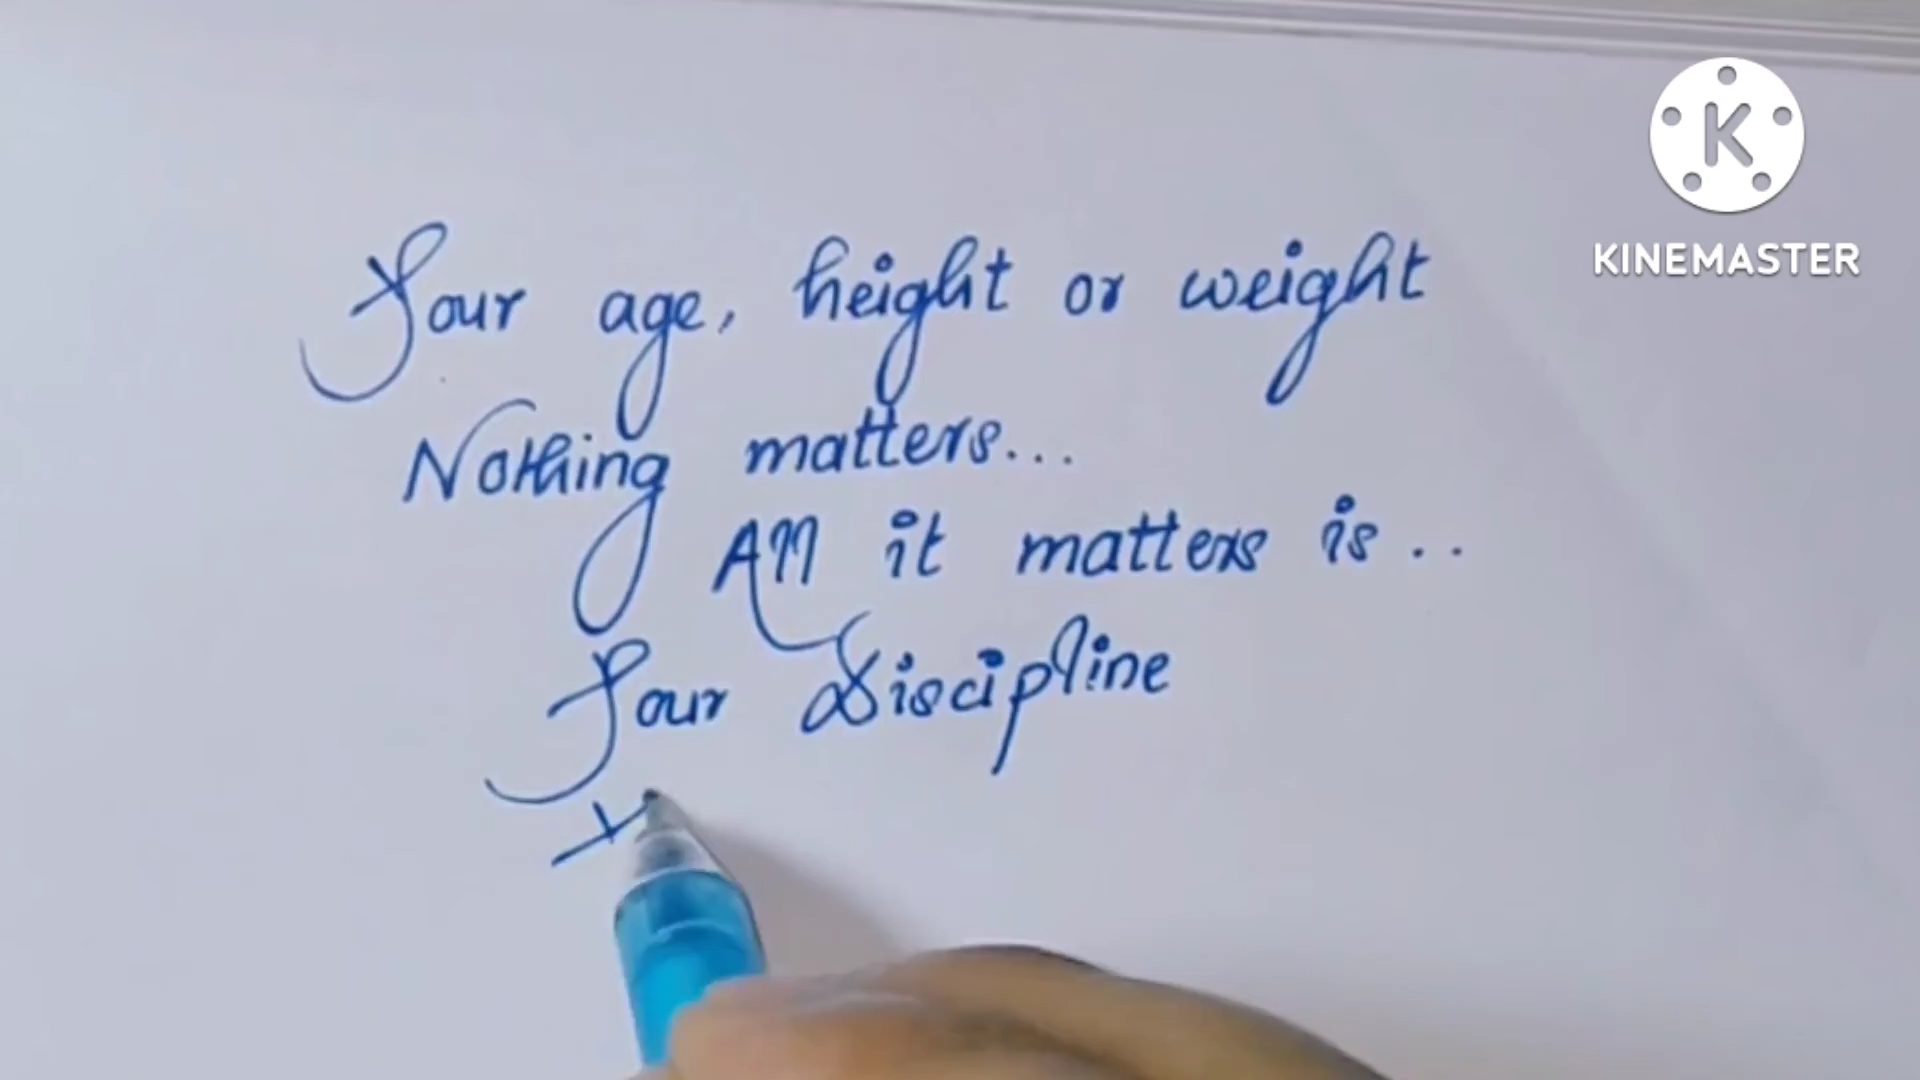 Your age, height or weight
Nothing matters...
All it matters is..
Your Discipline
KINEMASTER